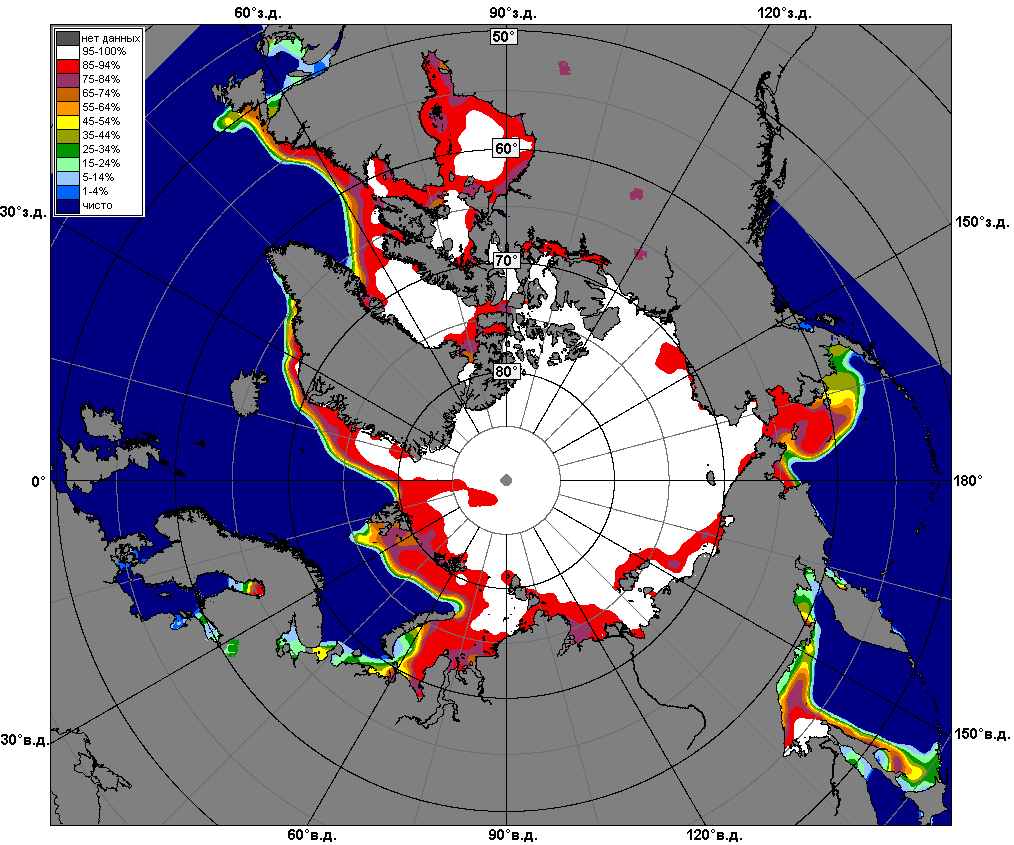 60°з.д.
90°з.д.
120°з.д.
нет данных
95-100%
85-94%
75-84%
65-74%
55-64%
45-54%
35-44%
25-34%
15-24%
5-14%
1-4%
чисто
50°
60°
70°
80°
30°з.д.
150°з.д.
0°
180°
30°в.д.
150°в.д.
60°в.д.
90°в.д.
120°в.д.